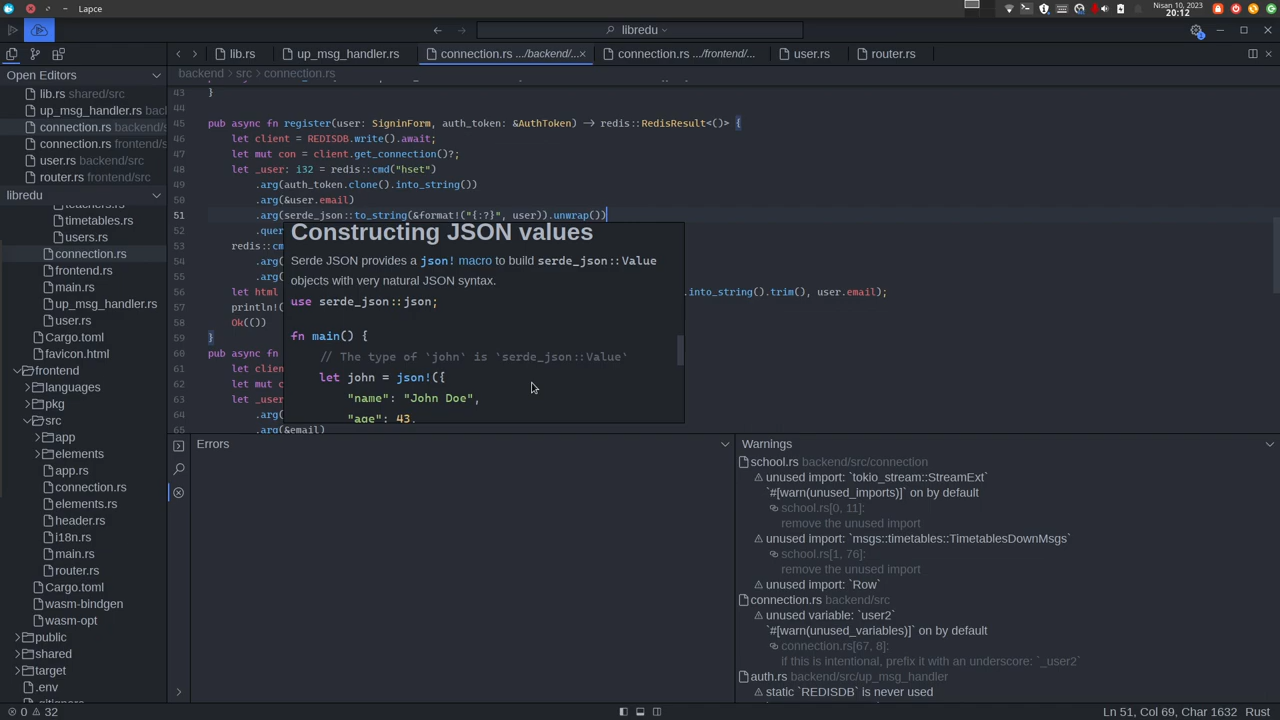 Lapce
Nisan 10, 2023
20:12
libredu
lib.rs
up_msg_handler.rs
connection.rs .../backend/...
connection.rs .../frontend/...
user.rs
router.rs
Open Editors
lib.rs shared/src
up_msg_handler.rs bac
connection.rs backend/s
connection.rs frontend/s
user.rs backend/src
router.rs frontend/src
libredu
teachers.rs
timetables.rs
users.rs
connection.rs
frontend.rs
main.rs
up_msg_handler.rs
user.rs
Cargo.toml
favicon.html
frontend
languages
pkg
src
app
elements
app.rs
connection.rs
elements.rs
header.rs
i18n.rs
main.rs
router.rs
Cargo.toml
wasm-bindgen
wasm-opt
public
shared
target
.env
backend src connection.rs
43 }
44
45 pub async fn register(user: SigninForm, auth_token: &AuthToken) -> redis::RedisResult<()> {
46 let client = REDISDB.write().await;
47 let mut con = client.get_connection()?;
48 let _user: i32 = redis::cmd("hset")
49 .arg(auth_token.clone().into_string())
50 .arg(&user.email)
51 .arg(serde_json::to_string(&format!("{:?}", user)).unwrap())
52 .que
53 redis::c
54 .ar
55 .ar
56 let html .into_string().trim(), user.email);
57 println!(
58 Ok(())
59 }
60 pub async fn
61 let clie
62 let mut c
63 let _use
64 .arg
65 .arg(&email)
Constructing JSON values
Serde JSON provides a json! macro to build serde_json::Value
objects with very natural JSON syntax.
use serde_json::json;
fn main() {
// The type of `john` is `serde_json::Value`
let john = json!({
"name": "John Doe",
"age": 43,
Errors
Warnings
school.rs backend/src/connection
unused import: `tokio_stream::StreamExt`
`#[warn(unused_imports)]` on by default
school.rs[0, 11]:
remove the unused import
unused import: `msgs::timetables::TimetablesDownMsgs`
school.rs[1, 76]:
remove the unused import
unused import: `Row`
connection.rs backend/src
unused variable: `user2`
`#[warn(unused_variables)]` on by default
connection.rs[67, 8]:
if this is intentional, prefix it with an underscore: `_user2`
auth.rs backend/src/up_msg_handler
static `REDISDB` is never used
0 32
Ln 51, Col 69, Char 1632 Rust